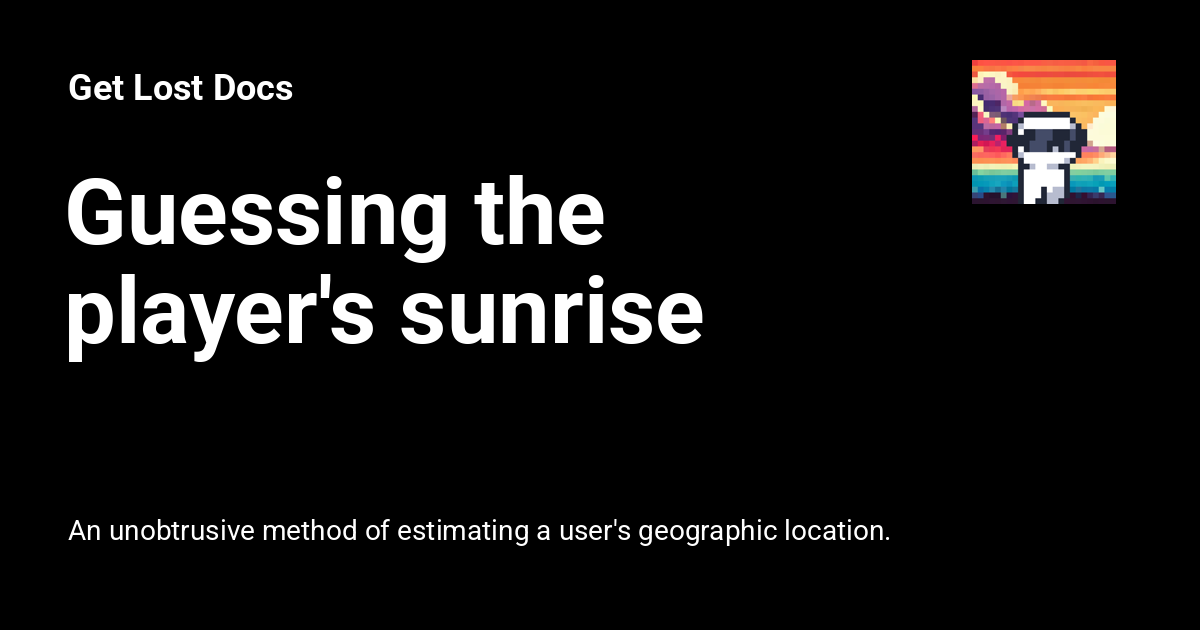 Get Lost Docs
Guessing the
player's sunrise
An unobtrusive method of estimating a user's geographic location.